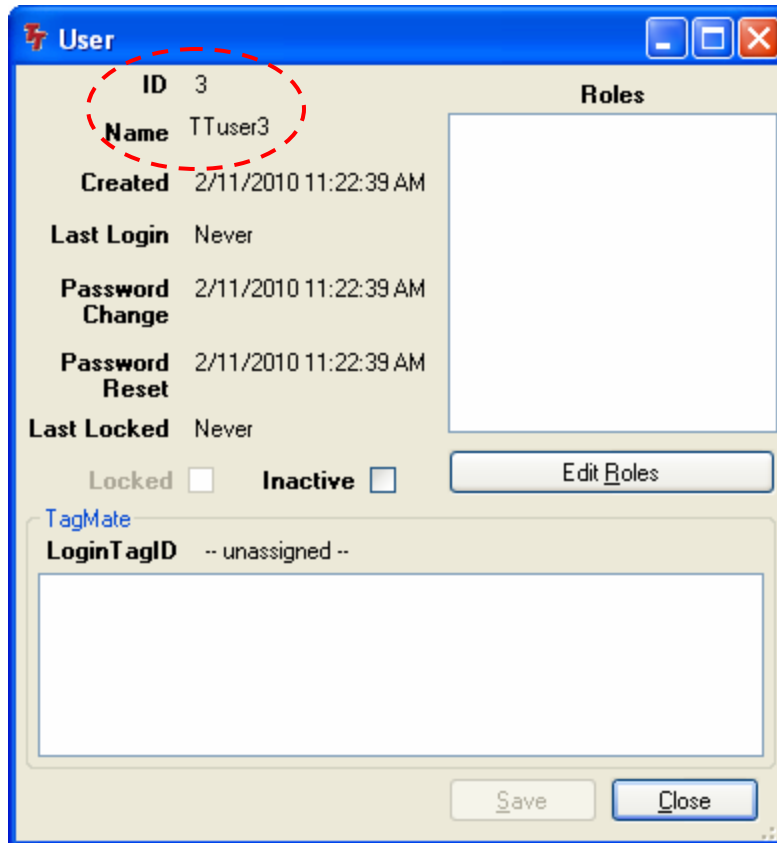 TT User
ID 3
Name TTuser3
Created 2/11/2010 11:22:39 AM
Last Login Never
Password Change 2/11/2010 11:22:39 AM
Password Reset 2/11/2010 11:22:39 AM
Last Locked Never
Locked Inactive
Roles
Edit Roles
TagMate
LoginTagID -- unassigned --
Save Close